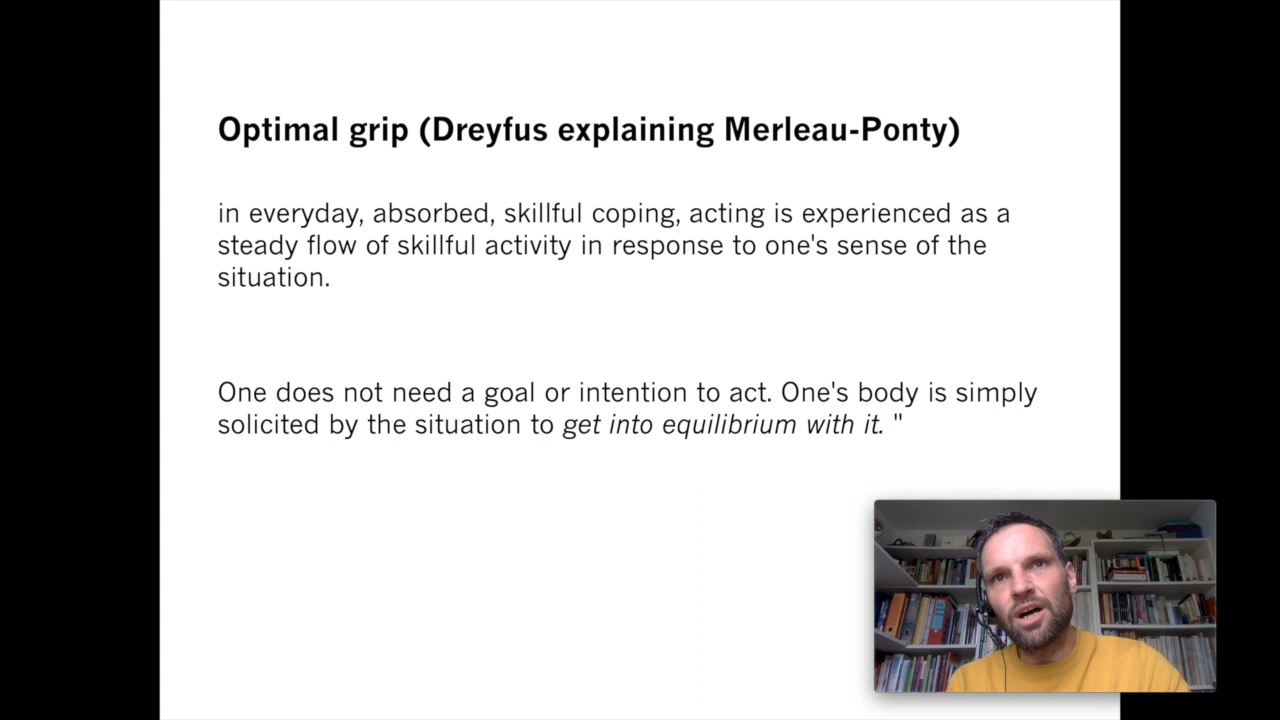 Optimal grip (Dreyfus explaining Merleau-Ponty)
in everyday, absorbed, skillful coping, acting is experienced as a
steady flow of skillful activity in response to one's sense of the
situation.
One does not need a goal or intention to act. One's body is simply
solicited by the situation to get into equilibrium with it. "